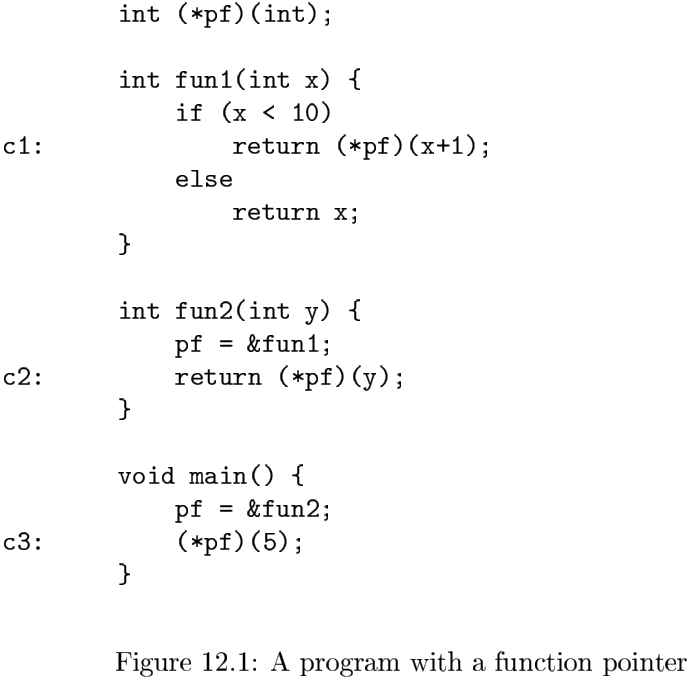 int (*pf)(int);
int fun1(int x) {
if (x < 10)
c1: return (*pf)(x+1);
else
return x;
}
int fun2(int y) {
pf = &fun1;
c2: return (*pf)(y);
}
void main() {
pf = &fun2;
c3: (*pf)(5);
}
Figure 12.1: A program with a function pointer